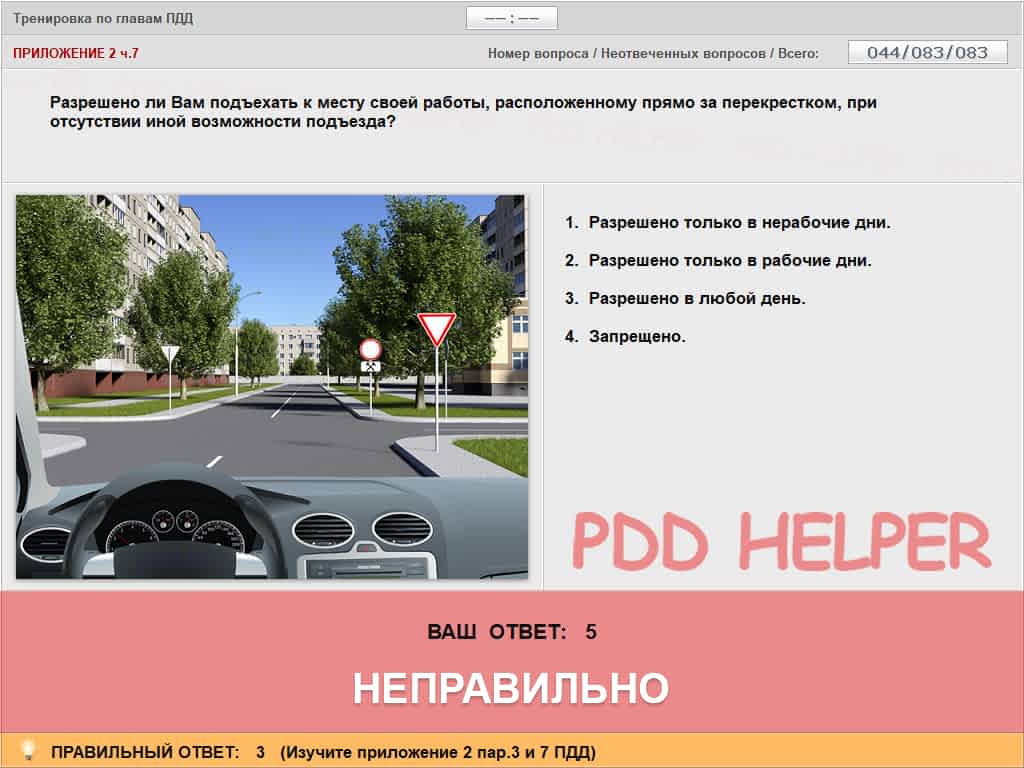 Тренировка по главам ПДД
—— : ——
ПРИЛОЖЕНИЕ 2 ч.7
Номер вопроса / Неотвеченных вопросов / Всего:
044/083/083
Разрешено ли Вам подъехать к месту своей работы, расположенному прямо за перекрестком, при
отсутствии иной возможности подъезда?
1. Разрешено только в нерабочие дни.
2. Разрешено только в рабочие дни.
3. Разрешено в любой день.
4. Запрещено.
PDD HELPER
ВАШ ОТВЕТ: 5
НЕПРАВИЛЬНО
ПРАВИЛЬНЫЙ ОТВЕТ: 3 (Изучите приложение 2 пар.3 и 7 ПДД)